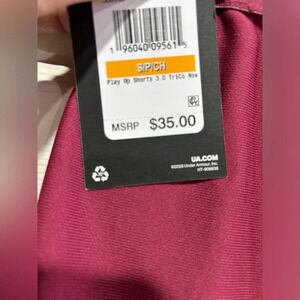 1 96040 09561 5
S/P/CH
Play Up Shorts 3.0 TriCo Nov
MSRP $35.00
UA.COM
©2020 Under Armour, Inc.